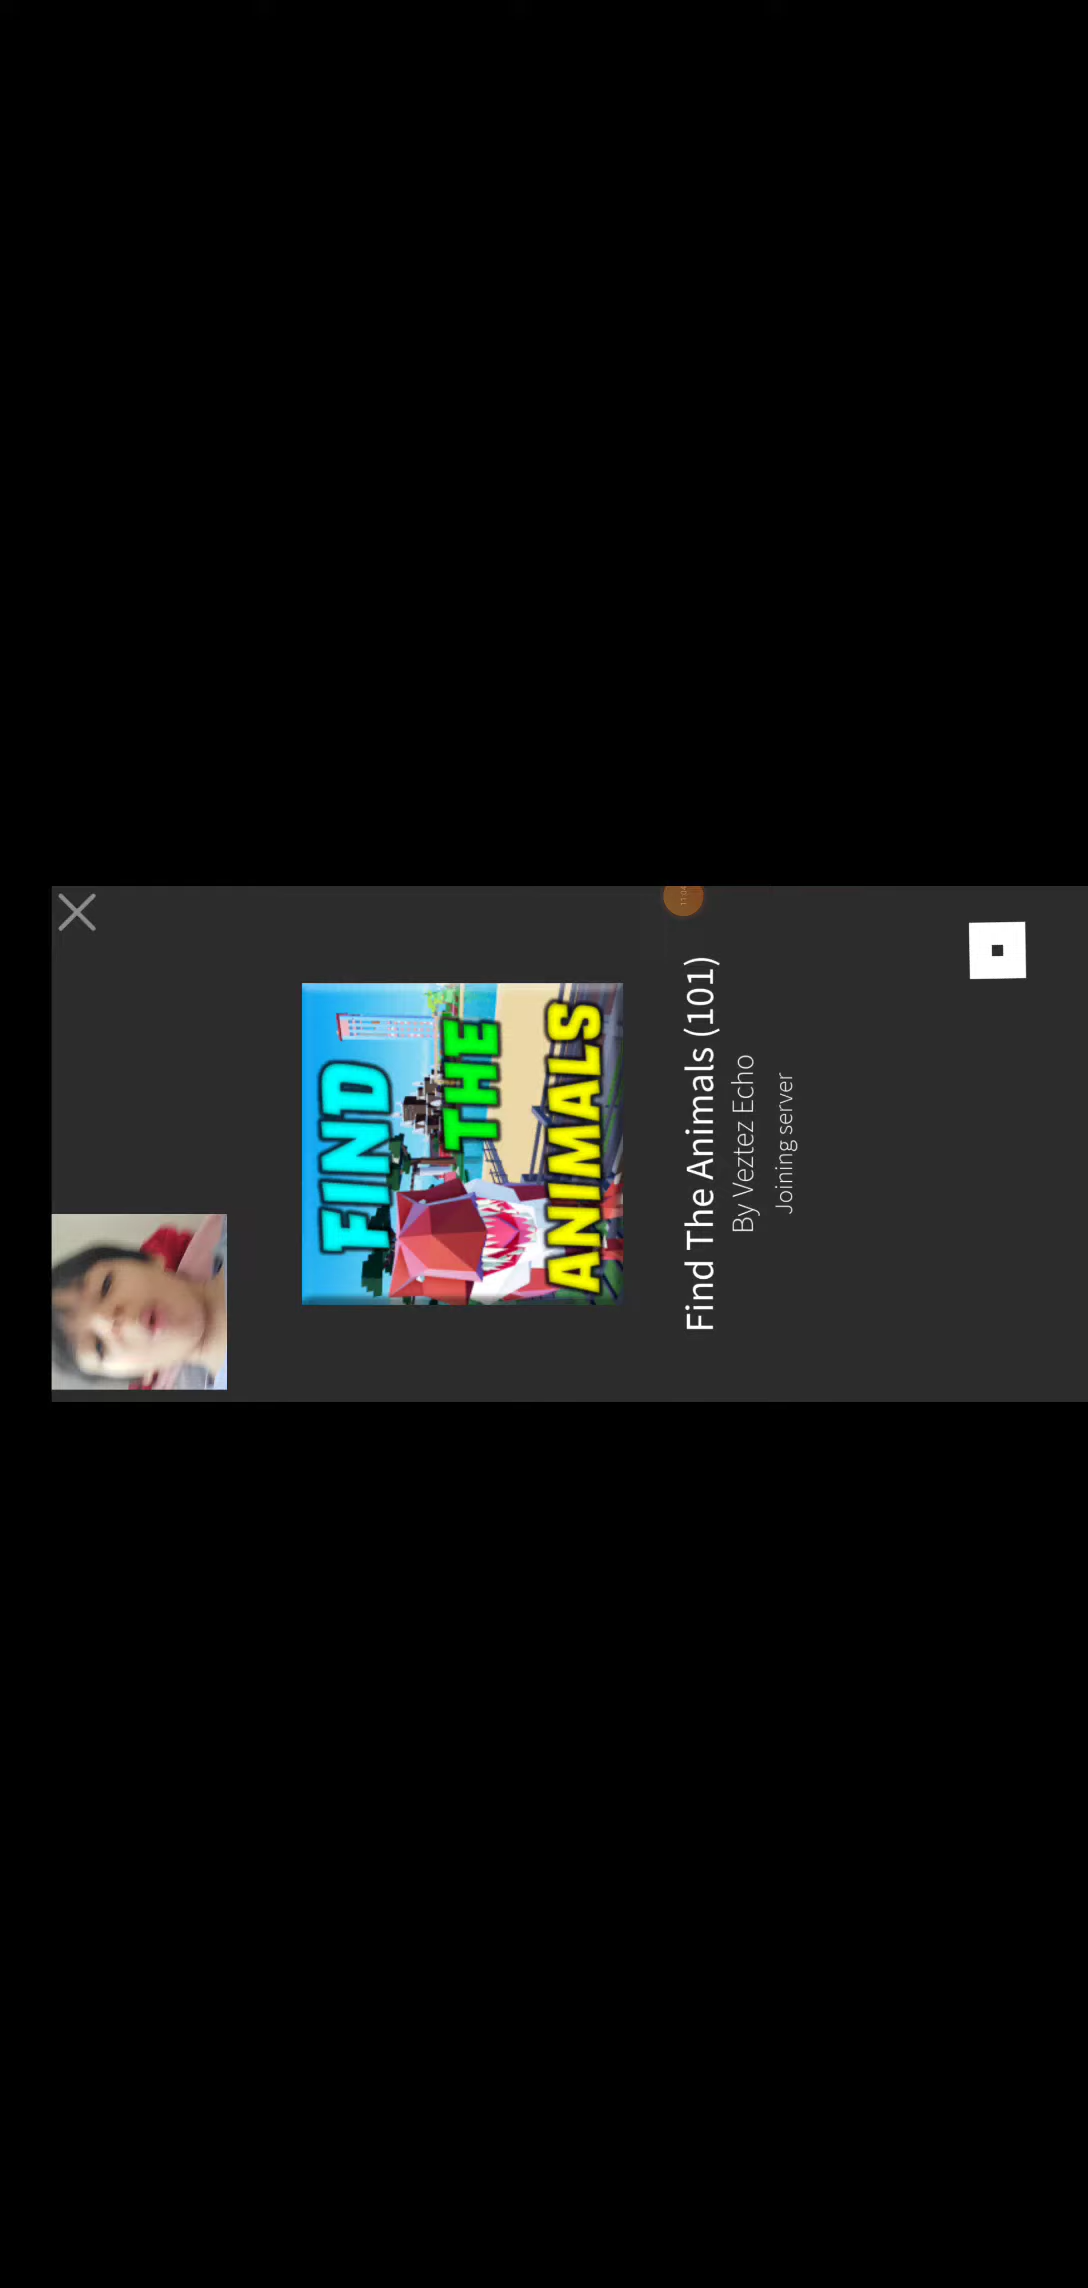 FIND
THE
ANIMALS
Find The Animals (101)
By Veztez Echo
Joining server